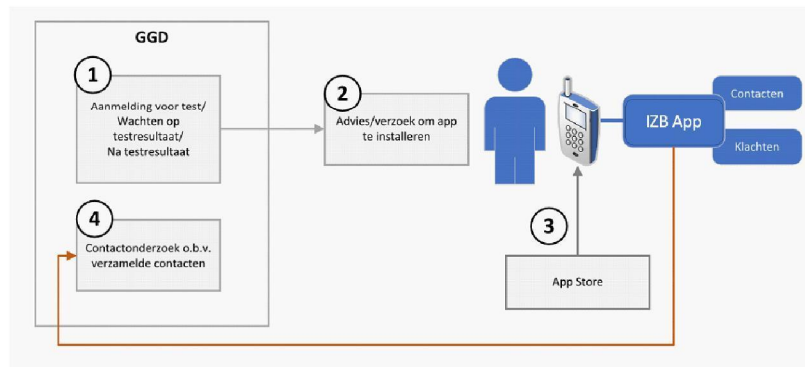 GGD
1
Aanmelding voor test/
Wachten op
testresultaat/
Na testresultaat
2
Advies/verzoek om app
te installeren
IZB App
Contacten
Klachten
4
Contactonderzoek o.b.v.
verzamelde contacten
3
App Store